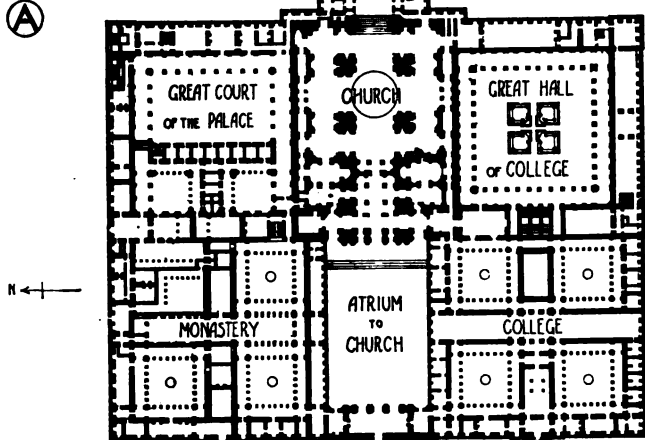 A
GREAT COURT
OF THE PALACE
CHURCH
GREAT HALL
OF COLLEGE
N
MONASTERY
ATRIUM
TO
CHURCH
COLLEGE